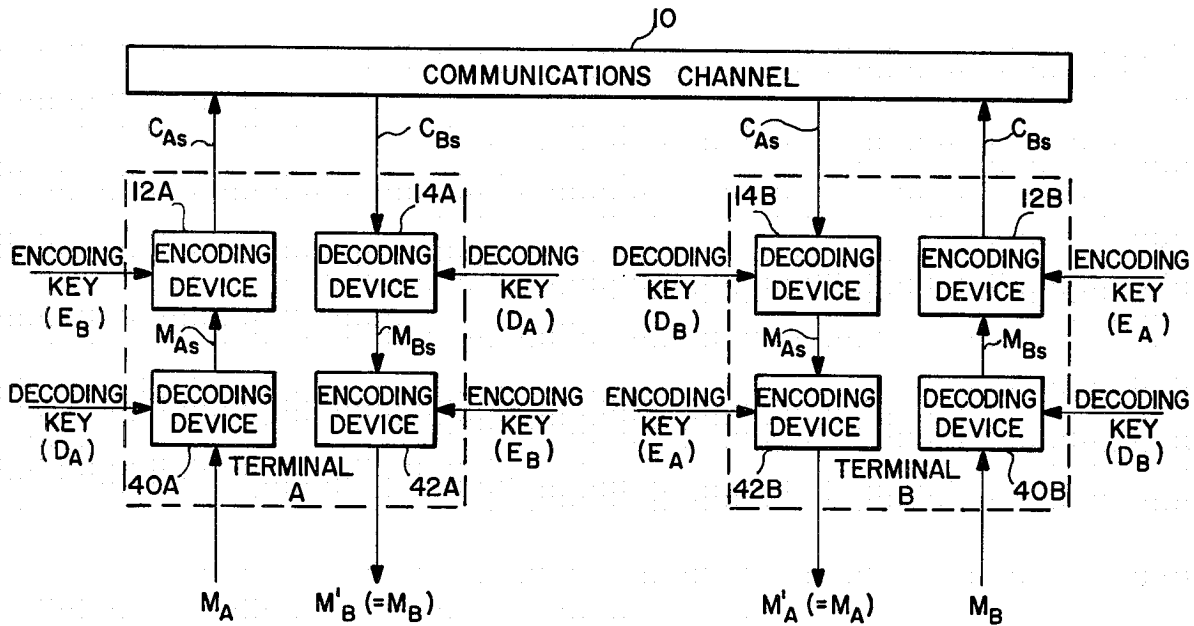 10
COMMUNICATIONS CHANNEL
C_As
C_Bs
C_As
C_Bs
12A
14A
14B
12B
ENCODING
KEY
(E_B)
ENCODING
DEVICE
DECODING
DEVICE
DECODING
KEY
(D_A)
DECODING
KEY
(D_B)
DECODING
DEVICE
ENCODING
DEVICE
ENCODING
KEY
(E_A)
M_As
M_Bs
M_As
M_Bs
DECODING
KEY
(D_A)
DECODING
DEVICE
ENCODING
DEVICE
ENCODING
KEY
(E_B)
ENCODING
KEY
(E_A)
ENCODING
DEVICE
DECODING
DEVICE
DECODING
KEY
(D_B)
40A
TERMINAL
A
42A
42B
TERMINAL
B
40B
M_A
M'_B (=M_B)
M'_A (=M_A)
M_B